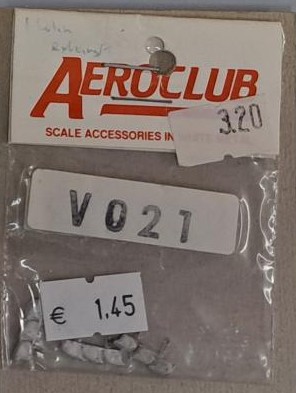 AEROCLUB
3.20
SCALE ACCESSORIES IN
V021
€ 1,45